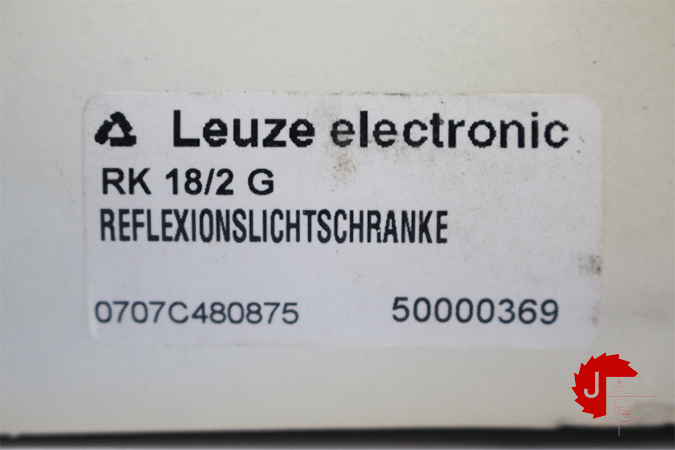 Leuze electronic
RK 18/2 G
REFLEXIONSLICHTSCHRANKE
0707C480875 50000369
J